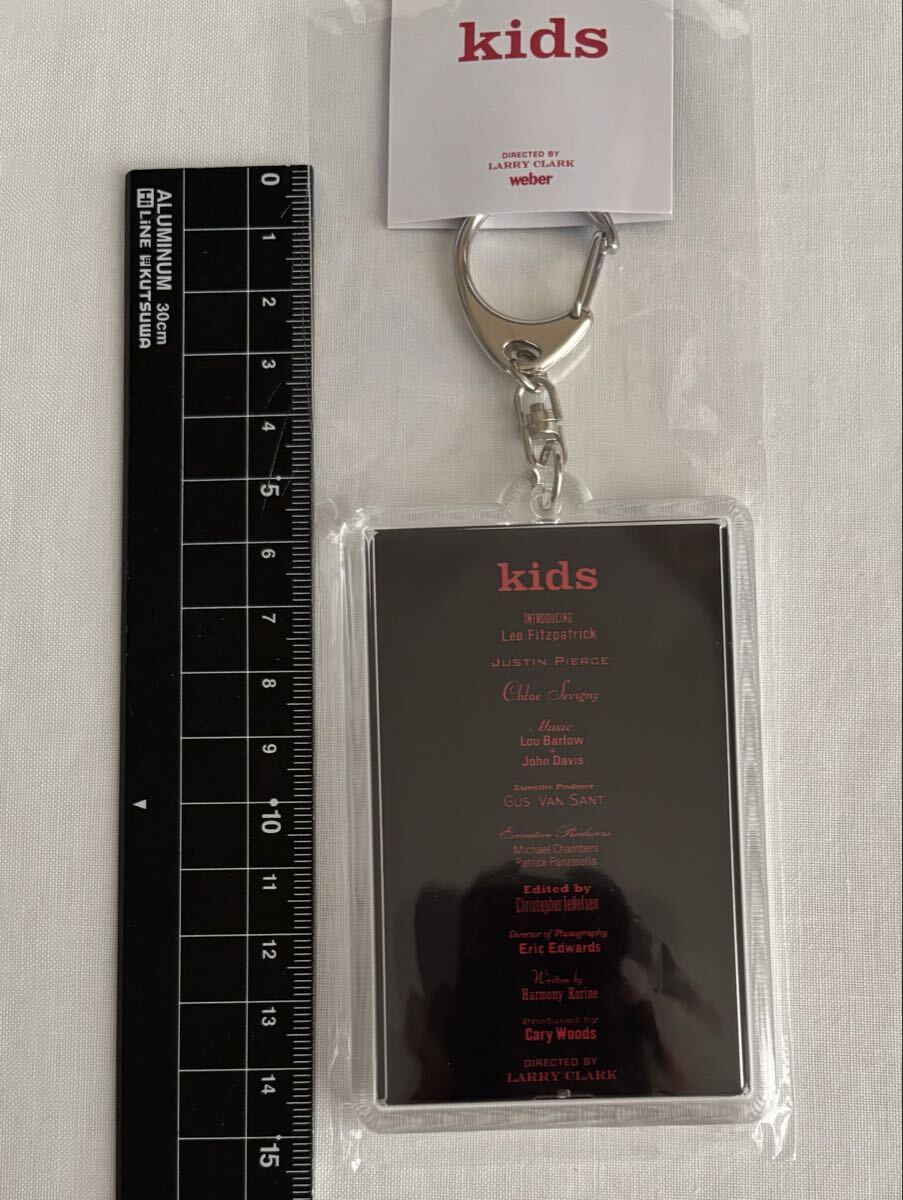 kids
DIRECTED BY
LARRY CLARK
weber
ALUMINUM 30cm
Hi LiNE KUTSUWA
0
1
2
3
4
5
6
7
8
9
10
11
12
13
14
15
kids
INTRODUCING
Leo Fitzpatrick
JUSTIN PIERCE
Chloe Sevigny
Music
Lou Barlow
&
John Davis
Executive Producer
GUS VAN SANT
Executive Producers
Michael Chambers
Patrick Panzarella
Edited by
Christopher Tellefsen
Director of Photography
Eric Edwards
Written by
Harmony Korine
Produced by
Cary Woods
DIRECTED BY
LARRY CLARK